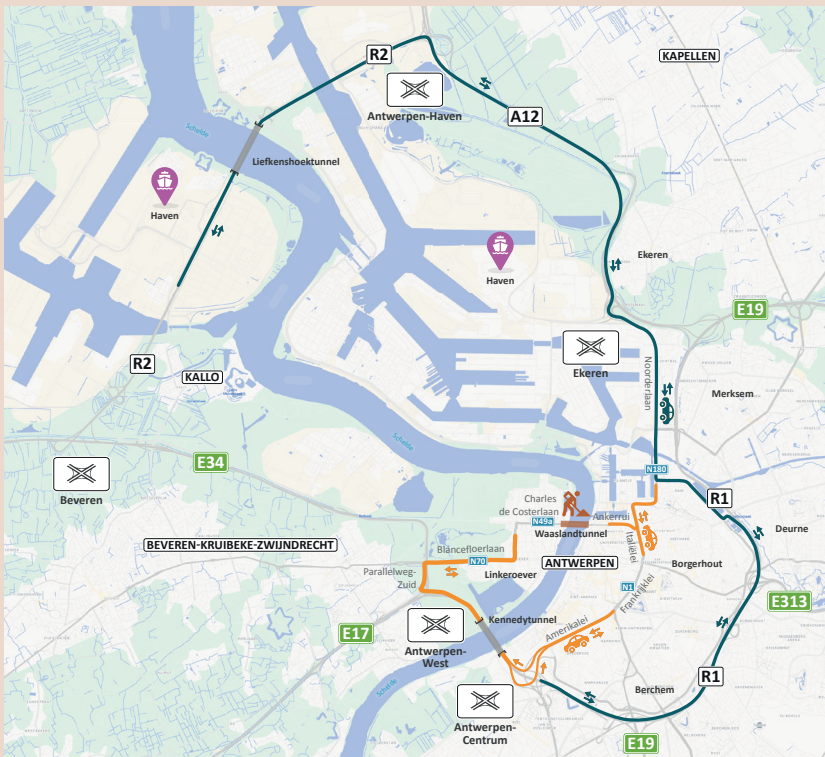 R2
KAPELLEN
Antwerpen-Haven
A12
Schelde
Liefkenshoektunnel
Haven
Haven
Ekeren
E19
R2
KALLO
Ekeren
Noorderlaan
Merksem
Schelde
E34
Beveren
N180
R1
Charles
de Costerlaan
N49a
Ankerrui
Waaslandtunnel
Italiëlei
Deurne
BEVEREN-KRUIBEKE-ZWIJNDRECHT
Blancefloerlaan
N70
Linkeroever
ANTWERPEN
Borgerhout
Parallelweg-
Zuid
N1
Frankrijklei
E313
Kennedytunnel
Amerikalei
E17
Antwerpen-
West
Schelde
Berchem
R1
Antwerpen-
Centrum
E19